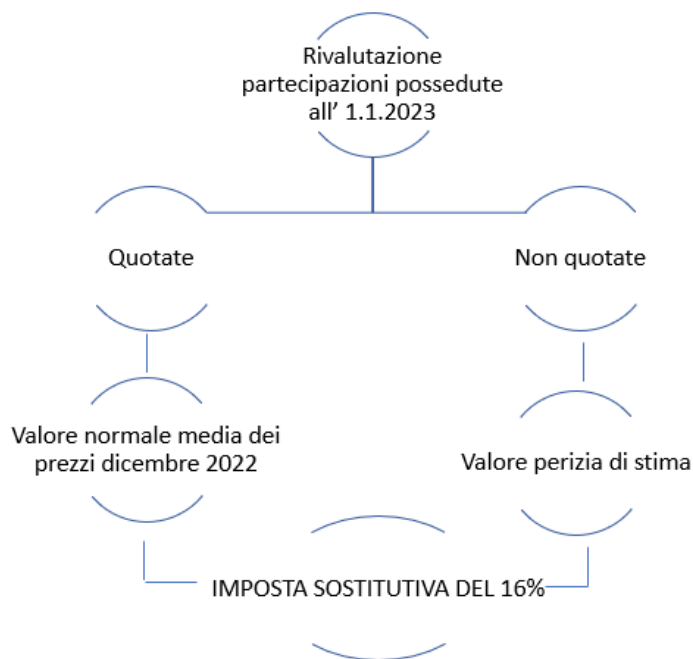 Rivalutazione
partecipazioni possedute
all' 1.1.2023
Quotate
Non quotate
Valore normale media dei
prezzi dicembre 2022
Valore perizia di stima
IMPOSTA SOSTITUTIVA DEL 16%